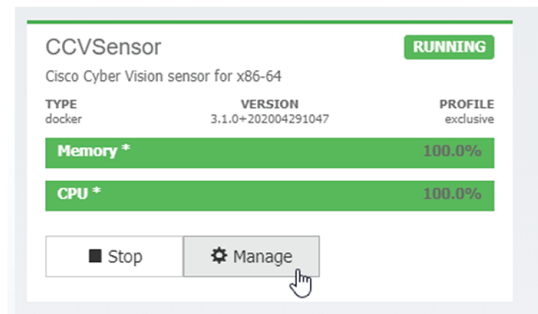 CCVSensor RUNNING
Cisco Cyber Vision sensor for x86-64
TYPE VERSION PROFILE
docker 3.1.0+202004291047 exclusive
Memory * 100.0%
CPU * 100.0%
Stop Manage